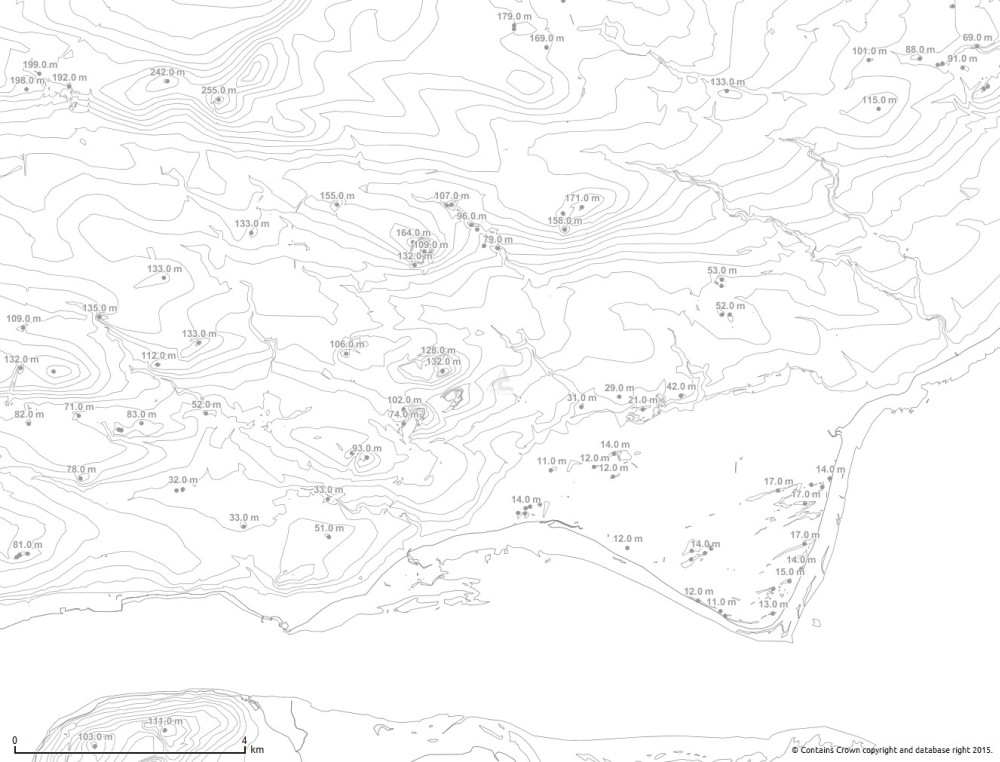 179.0 m
169.0 m
69.0 m
101.0 m
88.0 m
91.0 m
199.0 m
198.0 m
192.0 m
242.0 m
255.0 m
133.0 m
115.0 m
155.0 m
107.0 m
171.0 m
158.0 m
96.0 m
133.0 m
164.0 m
109.0 m
132.0 m
79.0 m
133.0 m
53.0 m
52.0 m
135.0 m
109.0 m
133.0 m
106.0 m
128.0 m
132.0 m
112.0 m
132.0 m
29.0 m
42.0 m
31.0 m
21.0 m
102.0 m
74.0 m
52.0 m
71.0 m
82.0 m
83.0 m
93.0 m
14.0 m
11.0 m
12.0 m
12.0 m
78.0 m
32.0 m
33.0 m
14.0 m
17.0 m
17.0 m
14.0 m
33.0 m
51.0 m
81.0 m
12.0 m
14.0 m
17.0 m
14.0 m
15.0 m
12.0 m
11.0 m
13.0 m
111.0 m
103.0 m
0
4
km
© Contains Crown copyright and database right 2015.